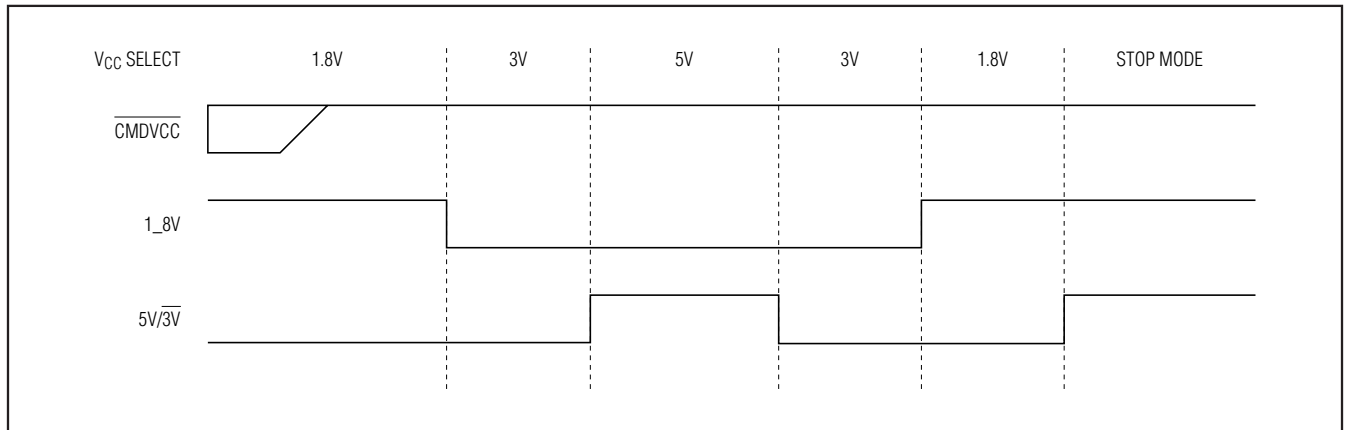 VCC SELECT 1.8V 3V 5V 3V 1.8V STOP MODE
CMDVCC
1_8V
5V/3V